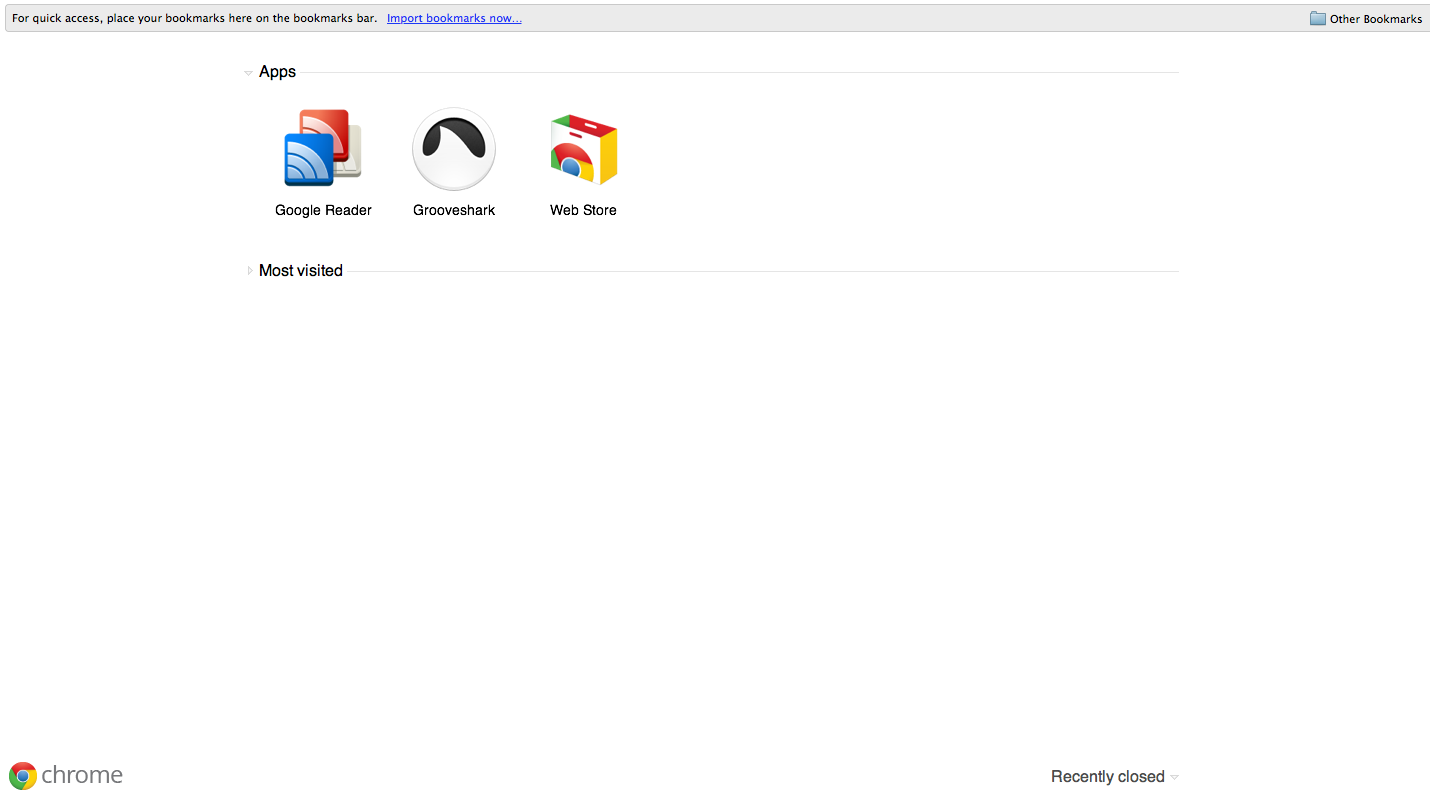 For quick access, place your bookmarks here on the bookmarks bar. Import bookmarks now... Other Bookmarks
Apps
Google Reader Grooveshark Web Store
Most visited
chrome Recently closed